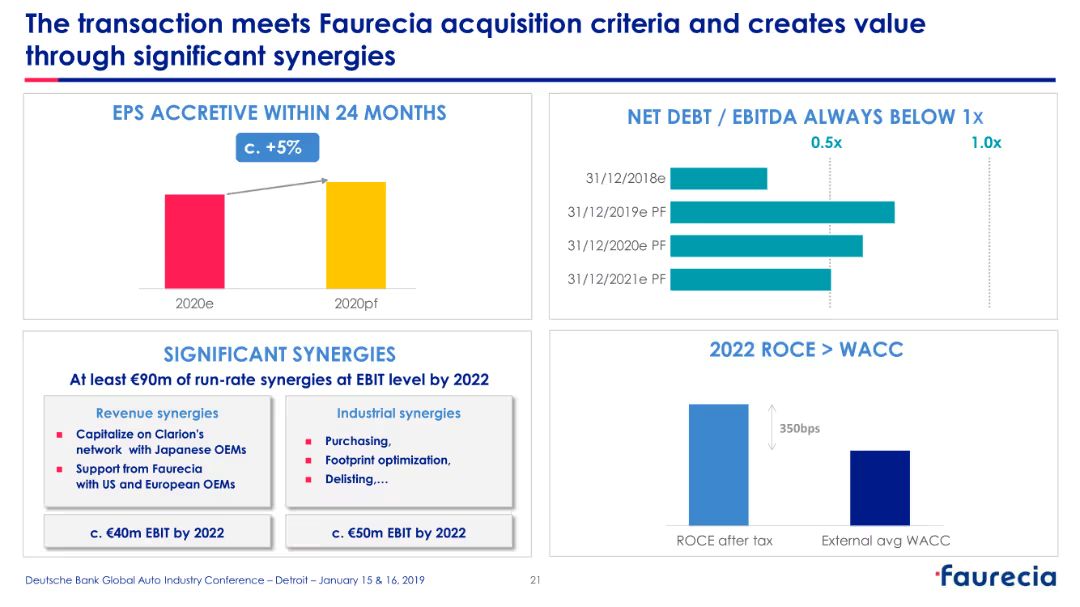 The transaction meets Faurecia acquisition criteria and creates value
through significant synergies
EPS ACCRETIVE WITHIN 24 MONTHS
c. +5%
2020e
2020pf
NET DEBT / EBITDA ALWAYS BELOW 1x
0.5x
1.0x
31/12/2018e
31/12/2019e PF
31/12/2020e PF
31/12/2021e PF
SIGNIFICANT SYNERGIES
At least €90m of run-rate synergies at EBIT level by 2022
Revenue synergies
Capitalize on Clarion's
network with Japanese OEMs
Support from Faurecia
with US and European OEMs
c. €40m EBIT by 2022
Industrial synergies
Purchasing,
Footprint optimization,
Delisting,...
c. €50m EBIT by 2022
2022 ROCE > WACC
350bps
ROCE after tax
External avg WACC
Deutsche Bank Global Auto Industry Conference – Detroit – January 15 & 16, 2019
21
faurecia